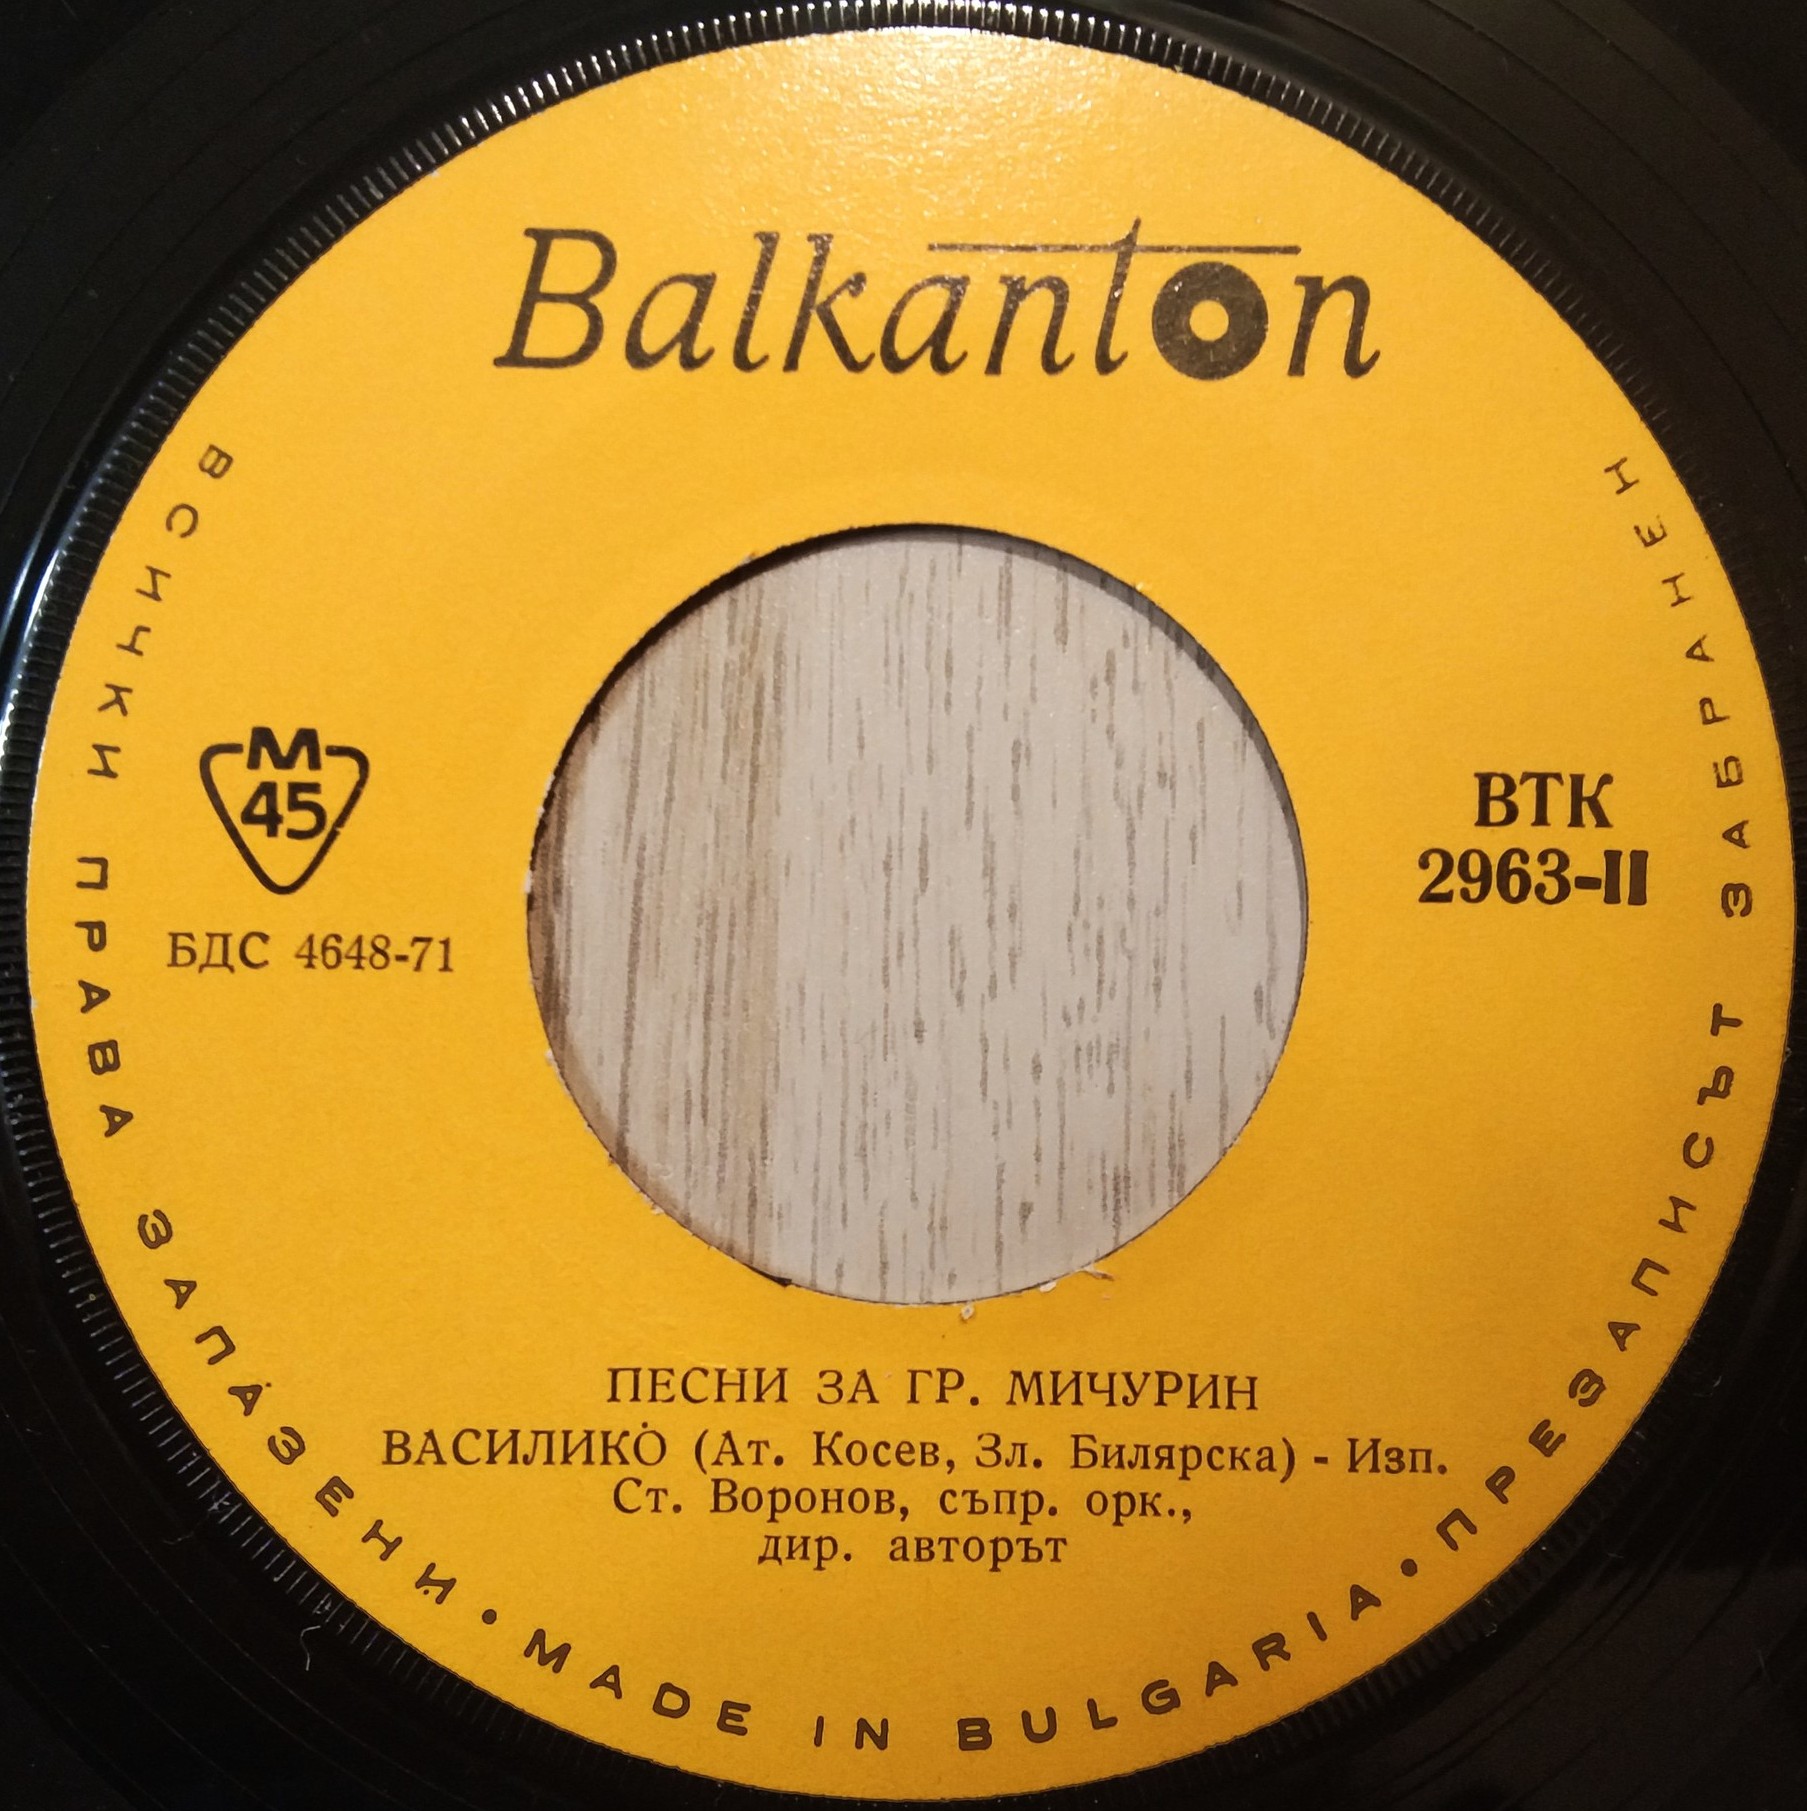 Balkanton
М
45
БДС 4648-71
ВТК
2963-II
ПЕСНИ ЗА ГР. МИЧУРИН
ВАСИЛИКО (Ат. Косев, Зл. Билярска) - Изп.
Ст. Воронов, съпр. орк.,
дир. авторът
ВСИЧКИ ПРАВА ЗАПАЗЕНИ • MADE IN BULGARIA • ПРЕЗАПИСЪТ ЗАБРАНЕН